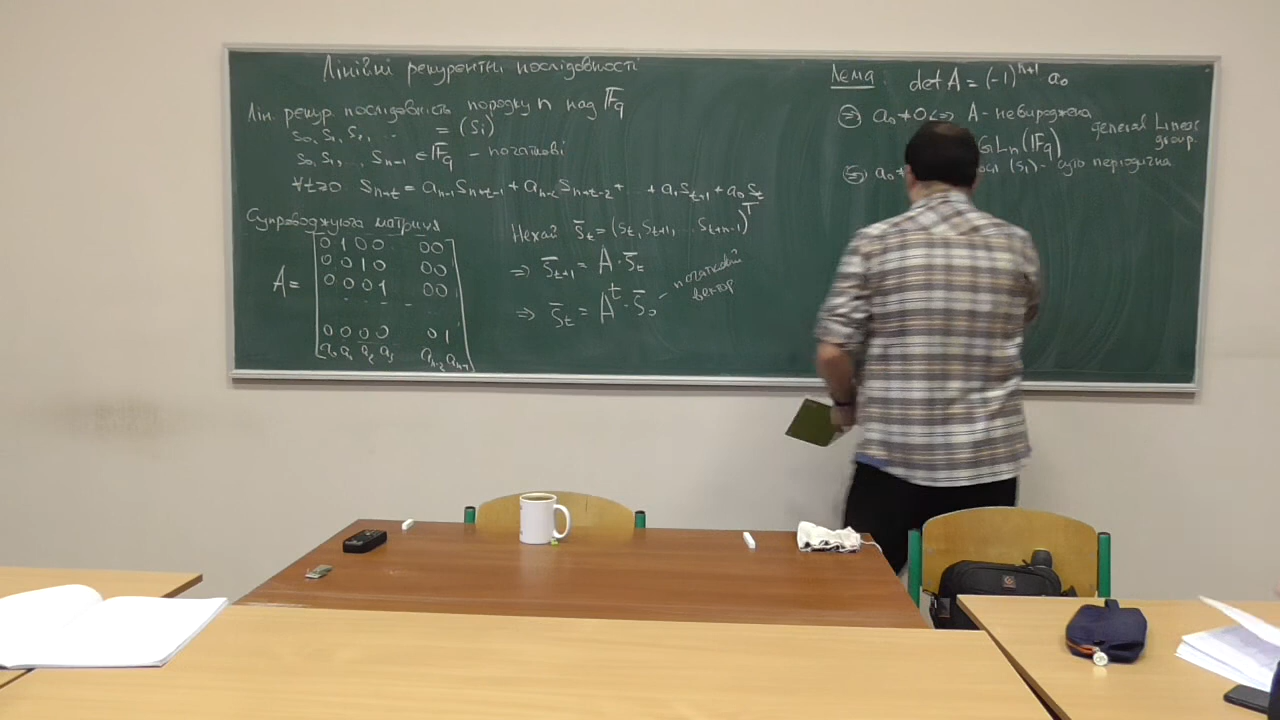 Лінійні рекурентні послідовності
Лін. рекур. послідовність порядку n над 𝔽q
s₀, s₁, s₂, ... = (sᵢ)
s₀, s₁, ..., sₙ₋₁ ∈ 𝔽q – початкові
∀t≥0 sₙ₊ₜ = aₙ₋₁sₙ₊ₜ₋₁ + aₙ₋₂sₙ₊ₜ₋₂ + ... + a₁sₜ₊₁ + a₀sₜ
Супроводжуюча матриця
A =
0 1 0 0 0 0
0 0 1 0 0 0
0 0 0 1 0 0
. . . . .
0 0 0 0 0 1
a₀ a₁ a₂ a₃ aₙ₋₂ aₙ₋₁
Нехай s̄ₜ = (sₜ, sₜ₊₁, ... sₜ₊ₙ₋₁)ᵀ
⇒ s̄ₜ₊₁ = A · s̄ₜ
⇒ s̄ₜ = Aᵗ · s̄₀ – початковий
вектор
Лема: det A = (-1)ⁿ⁺¹ a₀
⇒ a₀ ≠ 0 ⇔ A - невироджена
GLₙ(𝔽q) General Linear
group.
⇒ a₀ (sᵢ) - суто періодична